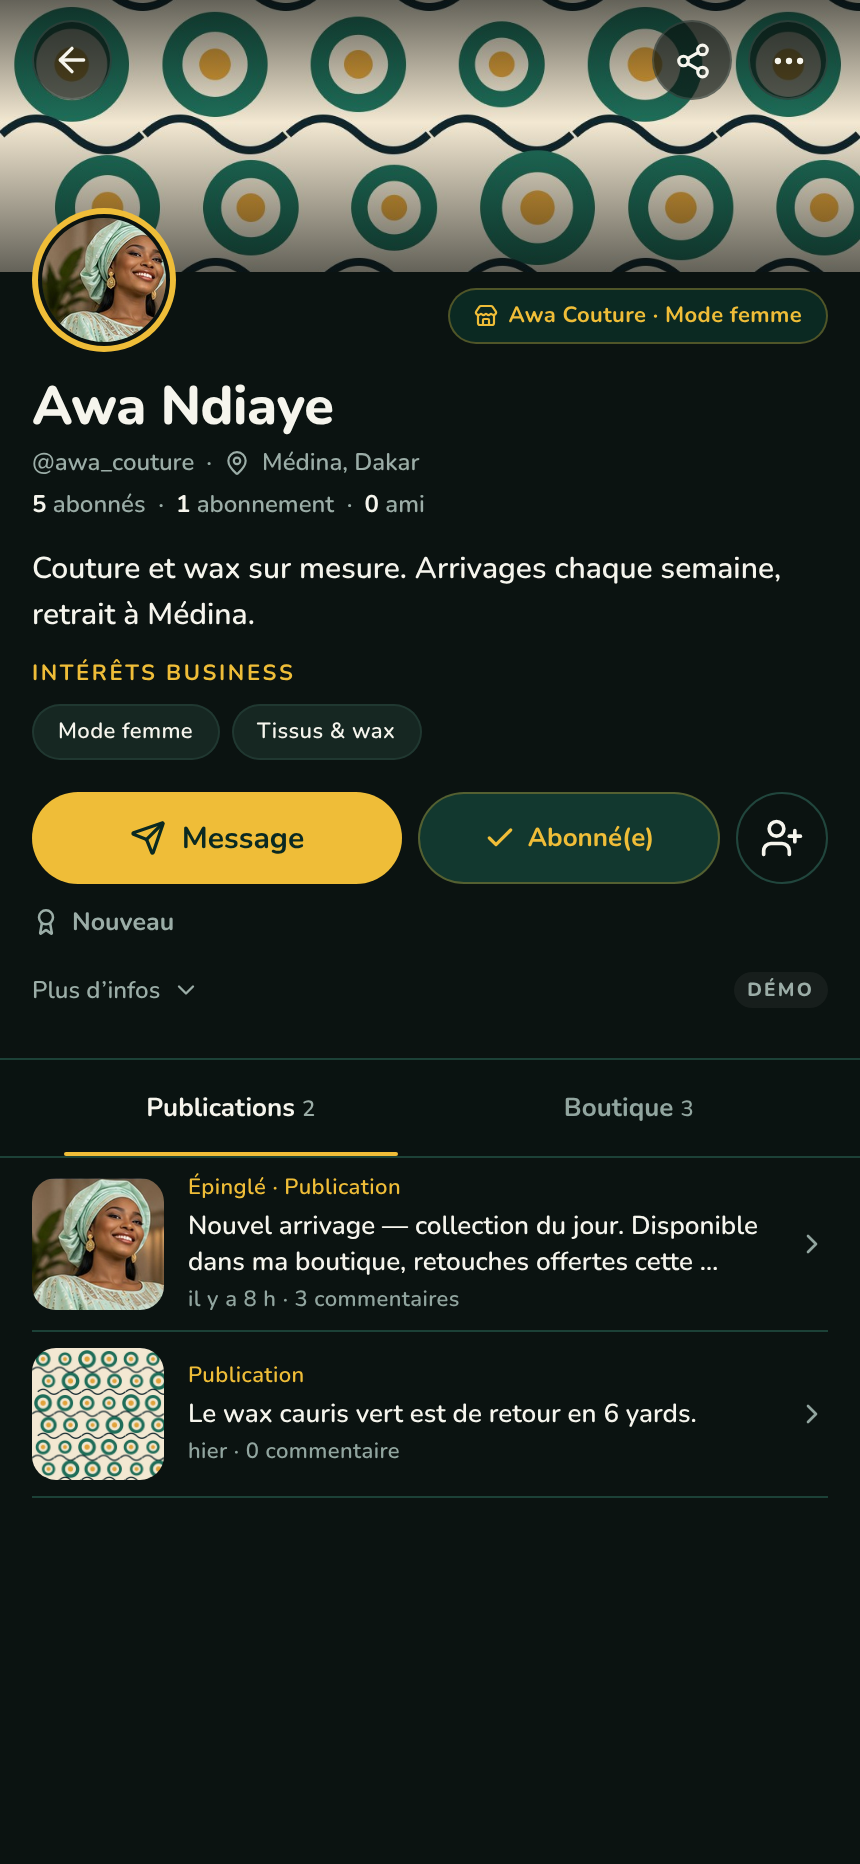 Awa Couture · Mode femme
Awa Ndiaye
@awa_couture · Médina, Dakar
5 abonnés · 1 abonnement · 0 ami
Couture et wax sur mesure. Arrivages chaque semaine,
retrait à Médina.
INTÉRÊTS BUSINESS
Mode femme Tissus & wax
Message Abonné(e)
Nouveau
Plus d’infos DÉMO
Publications 2 Boutique 3
Épinglé · Publication
Nouvel arrivage — collection du jour. Disponible
dans ma boutique, retouches offertes cette ...
il y a 8 h · 3 commentaires
Publication
Le wax cauris vert est de retour en 6 yards.
hier · 0 commentaire